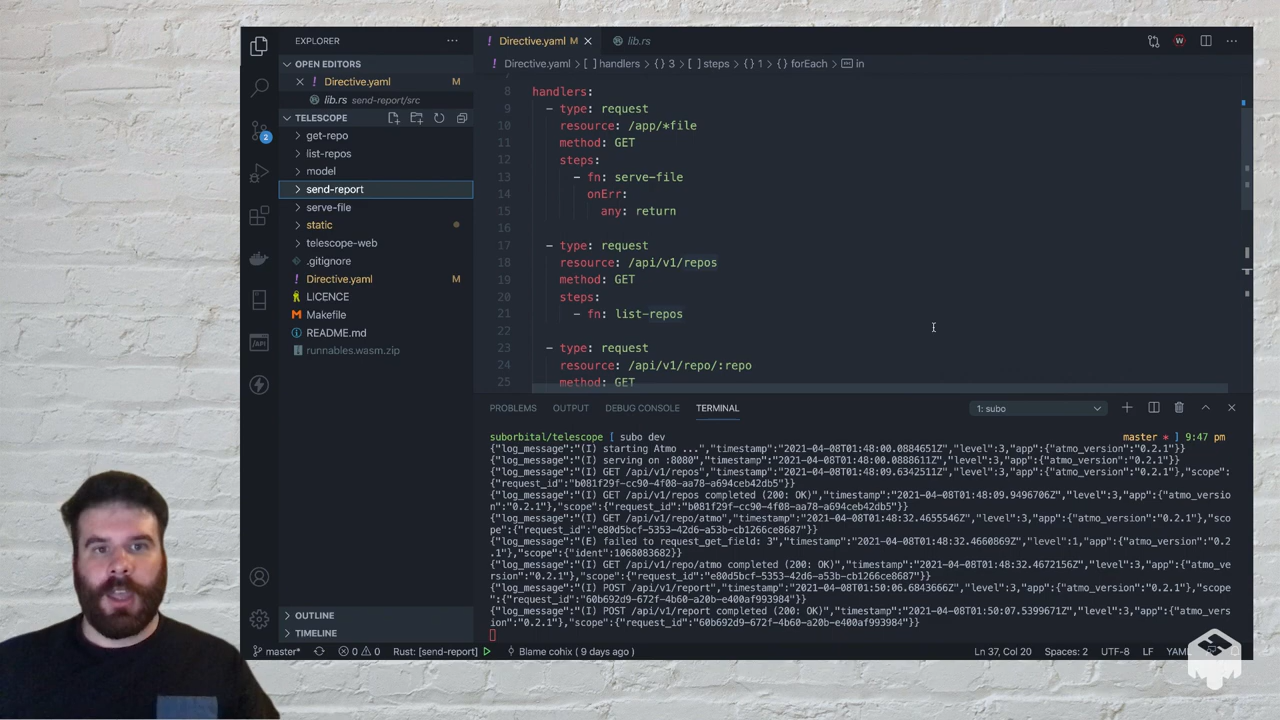 EXPLORER
OPEN EDITORS
Directive.yaml M
lib.rs send-report/src
TELESCOPE
get-repo
list-repos
model
send-report
serve-file
static
telescope-web
.gitignore
Directive.yaml M
LICENCE
Makefile
README.md
runnables.wasm.zip
OUTLINE
TIMELINE
2
/API
Directive.yaml M
lib.rs
W
Directive.yaml > [ ] handlers > {} 3 > [ ] steps > {} 1 > {} forEach > in
7
8 handlers:
9 - type: request
10 resource: /app/*file
11 method: GET
12 steps:
13 - fn: serve-file
14 onErr:
15 any: return
16
17 - type: request
18 resource: /api/v1/repos
19 method: GET
20 steps:
21 - fn: list-repos
22
23 - type: request
24 resource: /api/v1/repo/:repo
25 method: GET
PROBLEMS OUTPUT DEBUG CONSOLE TERMINAL 1: subo
suborbital/telescope [ subo dev master * ] 9:47 pm
{"log_message":"(I) starting Atmo ...","timestamp":"2021-04-08T01:48:00.0884651Z","level":3,"app":{"atmo_version":"0.2.1"}}
{"log_message":"(I) serving on :8080","timestamp":"2021-04-08T01:48:00.0888611Z","level":3,"app":{"atmo_version":"0.2.1"}}
{"log_message":"(I) GET /api/v1/repos","timestamp":"2021-04-08T01:48:09.6342511Z","level":3,"app":{"atmo_version":"0.2.1"},"scope":
{"request_id":"b081f29f-cc90-4f08-aa78-a694ceb42db5"}}
{"log_message":"(I) GET /api/v1/repos completed (200: OK)","timestamp":"2021-04-08T01:48:09.9496706Z","level":3,"app":{"atmo_versio
n":"0.2.1"},"scope":{"request_id":"b081f29f-cc90-4f08-aa78-a694ceb42db5"}}
{"log_message":"(I) GET /api/v1/repo/atmo","timestamp":"2021-04-08T01:48:32.4655546Z","level":3,"app":{"atmo_version":"0.2.1"},"sco
pe":{"request_id":"e80d5bcf-5353-42d6-a53b-cb1266ce8687"}}
{"log_message":"(E) failed to request_get_field: 3","timestamp":"2021-04-08T01:48:32.4660869Z","level":1,"app":{"atmo_version":"0.2
.1"},"scope":{"ident":1068083682}}
{"log_message":"(I) GET /api/v1/repo/atmo completed (200: OK)","timestamp":"2021-04-08T01:48:32.4672156Z","level":3,"app":{"atmo_ve
rsion":"0.2.1"},"scope":{"request_id":"e80d5bcf-5353-42d6-a53b-cb1266ce8687"}}
{"log_message":"(I) POST /api/v1/report","timestamp":"2021-04-08T01:50:06.6843666Z","level":3,"app":{"atmo_version":"0.2.1"},"scope
":{"request_id":"60b692d9-672f-4b60-a20b-e400af993984"}}
{"log_message":"(I) POST /api/v1/report completed (200: OK)","timestamp":"2021-04-08T01:50:07.5399671Z","level":3,"app":{"atmo_vers
ion":"0.2.1"},"scope":{"request_id":"60b692d9-672f-4b60-a20b-e400af993984"}}
master* 0 0 Rust: [send-report] Blame cohix ( 9 days ago ) Ln 37, Col 20 Spaces: 2 UTF-8 LF YAML